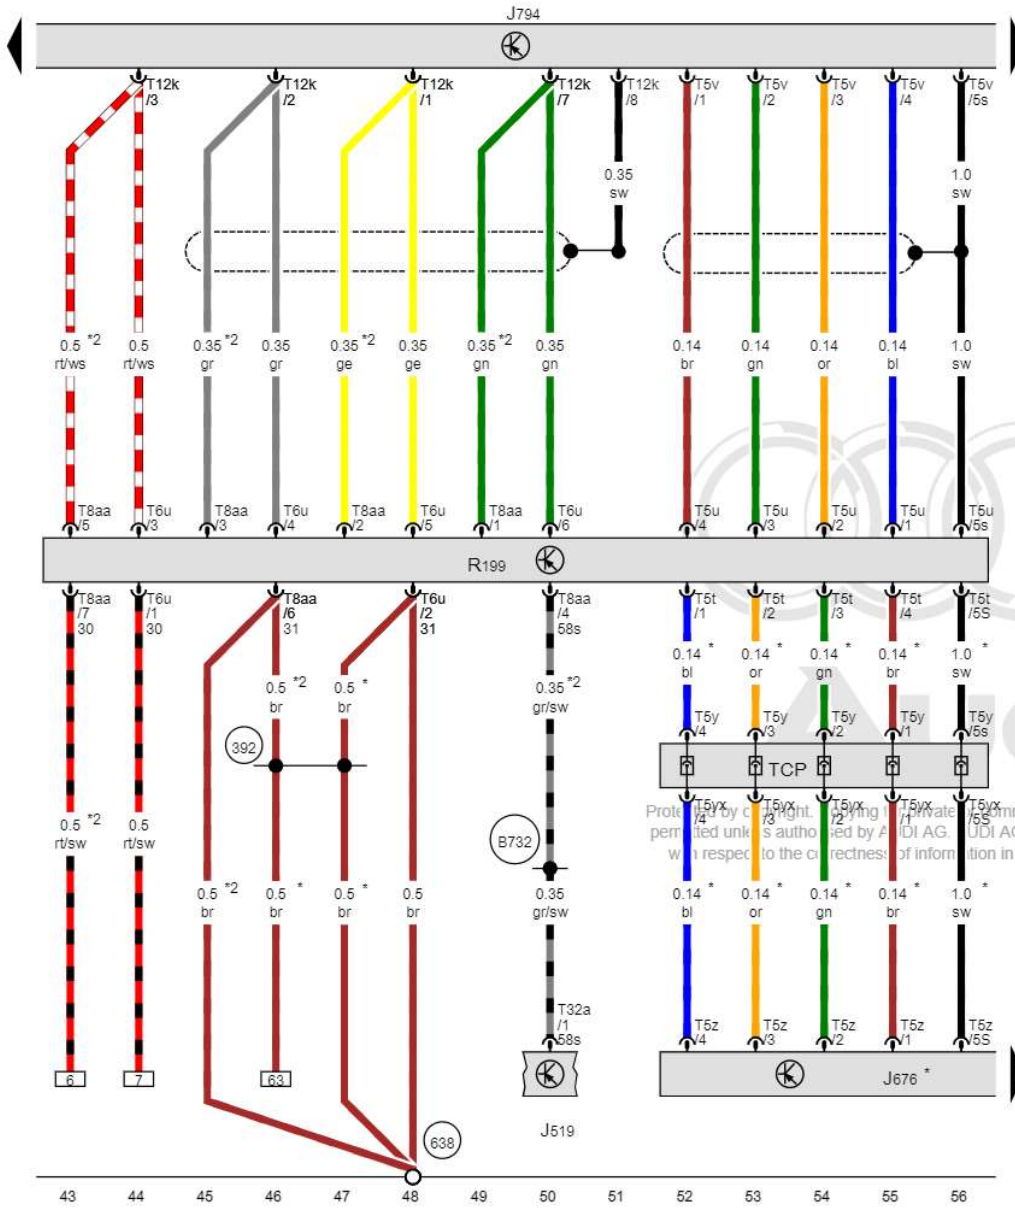 J794
T12k T12k T12k T12k T12k T5v T5v T5v T5v T5v
/3 /2 /1 /7 /8 /1 /2 /3 /4 /5s
0.35 1.0
sw sw
0.5 *2 0.5 0.35 *2 0.35 0.35 *2 0.35 0.35 *2 0.35 0.14 0.14 0.14 0.14 1.0
rt/ws rt/ws gr gr ge ge gn gn br gn or bl sw
T8aa T6u T8aa T6u T8aa T6u T8aa T6u T5u T5u T5u T5u T5u
/5 /3 /3 /4 /2 /5 /1 /6 /4 /3 /2 /1 /5s
R199
T8aa T6u T8aa T6u T8aa T5t T5t T5t T5t T5t
/7 /1 /6 /2 /4 /1 /2 /3 /4 /5S
30 30 31 31 58s
0.14 * 0.14 * 0.14 * 0.14 * 1.0 *
bl or gn br sw
0.5 *2 0.5 * 0.35 *2
br br gr/sw
T5y T5y T5y T5y T5y
/4 /3 /2 /1 /5s
392
TCP
T5yx T5yx T5yx T5yx T5yx
/4 /3 /2 /1 /5S
0.5 *2 0.5
rt/sw rt/sw
B732
0.5 *2 0.5 * 0.5 * 0.5 0.35 0.14 * 0.14 * 0.14 * 0.14 * 1.0 *
br br br br gr/sw bl or gn br sw
T32a
/1
58s
T5z T5z T5z T5z T5z
/4 /3 /2 /1 /5S
6 7 63
J676 *
J519
638
43 44 45 46 47 48 49 50 51 52 53 54 55 56